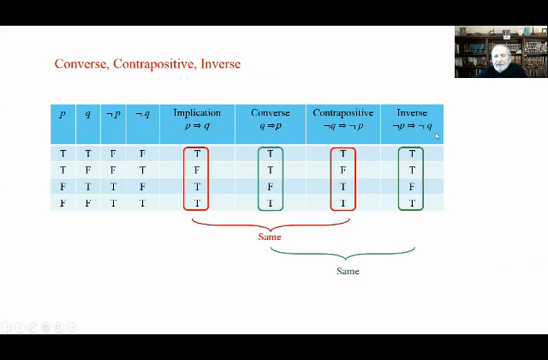 Converse, Contrapositive, Inverse
p q ¬ p ¬ q Implication p ⇒ q Converse q ⇒p Contrapositive ¬q ⇒ ¬ p Inverse ¬p ⇒ ¬ q
T T F F T T T T
T F F T F T F T
F T T F T F T F
F F T T T T T T
Same
Same